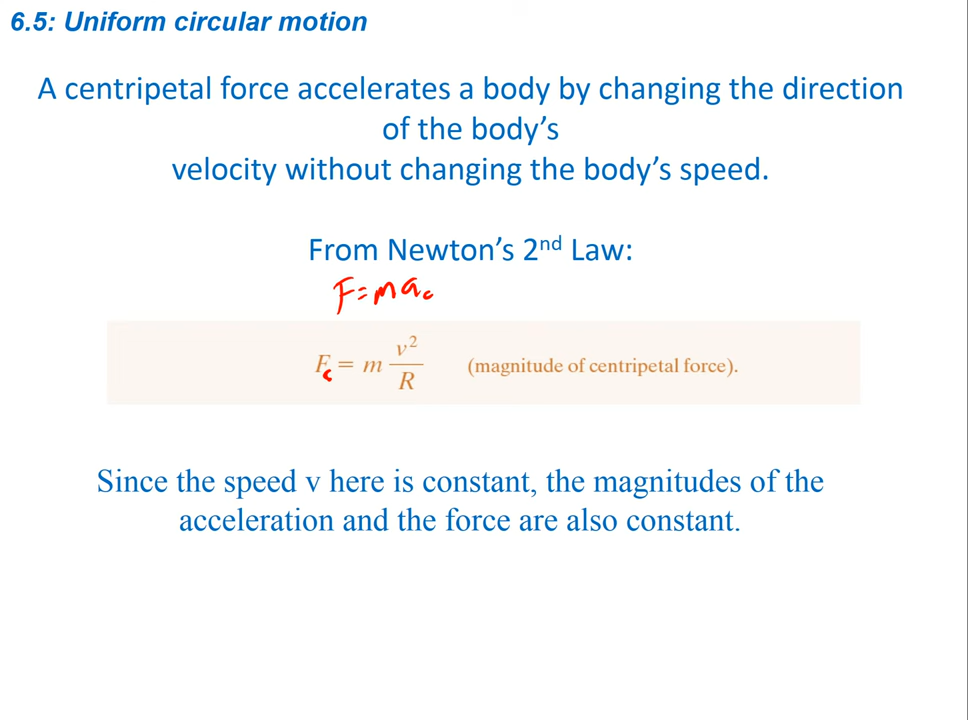 6.5: Uniform circular motion
A centripetal force accelerates a body by changing the direction
of the body's
velocity without changing the body's speed.
From Newton's 2nd Law:
F=mac
Fc = m v²/R (magnitude of centripetal force).
Since the speed v here is constant, the magnitudes of the
acceleration and the force are also constant.